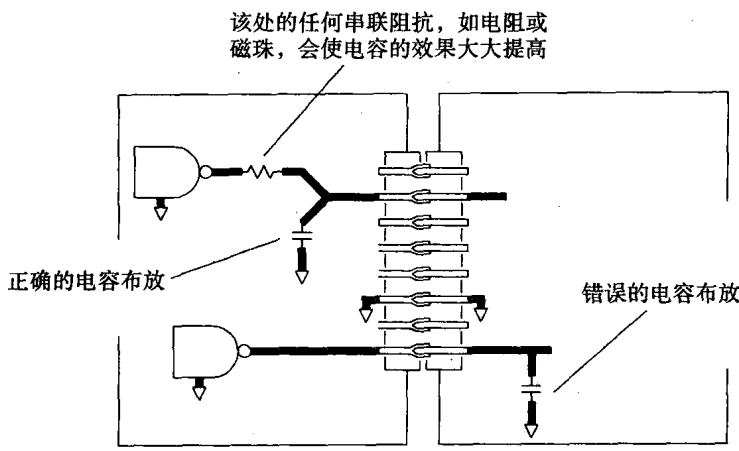 该处的任何串联阻抗，如电阻或
磁珠，会使电容的效果大大提高
正确的电容布放
错误的电容布放